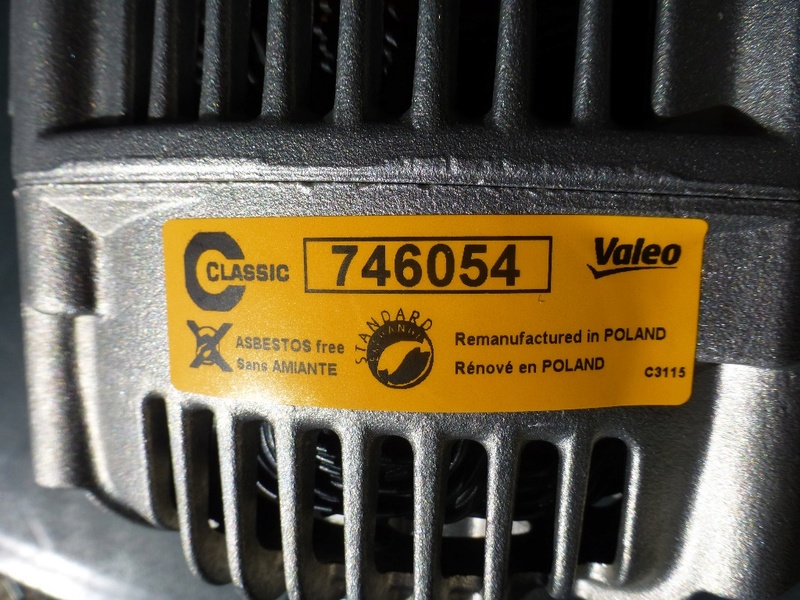 CLASSIC
746054
Valeo
ASBESTOS free
Sans AMIANTE
STANDARD
Remanufactured in POLAND
Rénové en POLAND
C3115